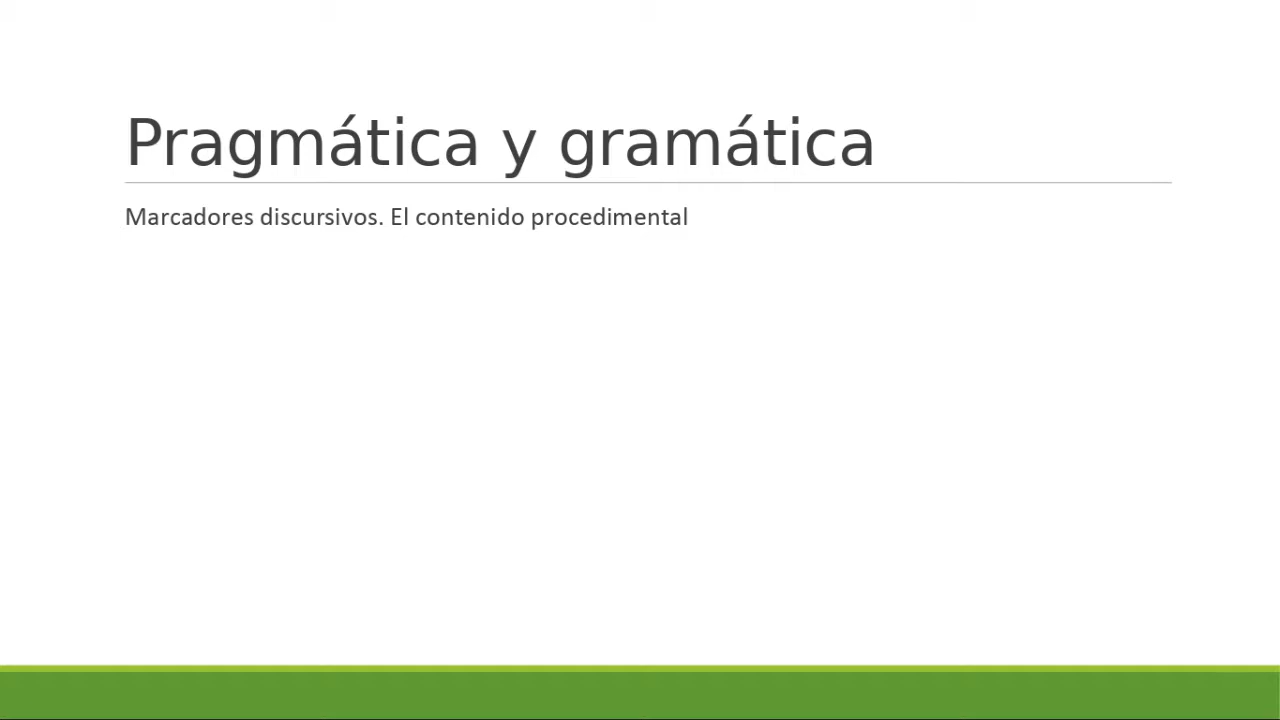 Pragmática y gramática
Marcadores discursivos. El contenido procedimental